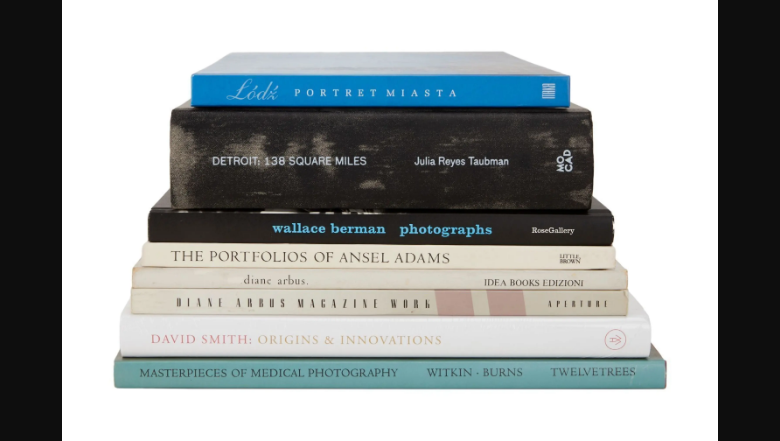 Łódź PORTRET MIASTA
DETROIT: 138 SQUARE MILES Julia Reyes Taubman MOCAD
wallace berman photographs RoseGallery
THE PORTFOLIOS OF ANSEL ADAMS LITTLE, BROWN
diane arbus. IDEA BOOKS EDIZIONI
DIANE ARBUS MAGAZINE WORK APERTURE
DAVID SMITH: ORIGINS & INNOVATIONS
MASTERPIECES OF MEDICAL PHOTOGRAPHY WITKIN · BURNS TWELVETREES